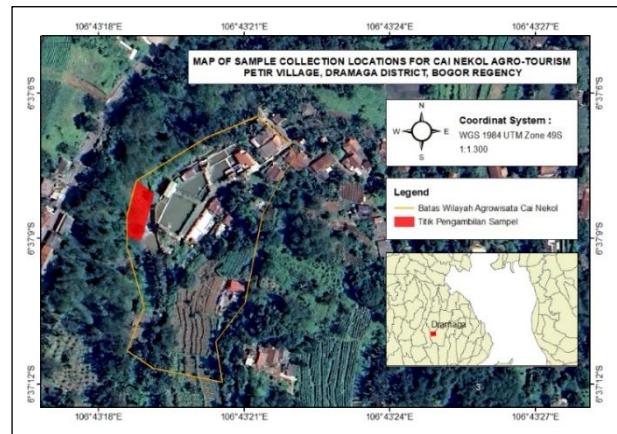 106°43'18"E 106°43'21"E 106°43'24"E 106°43'27"E
MAP OF SAMPLE COLLECTION LOCATIONS FOR CAI NEKOL AGRO-TOURISM
PETIR VILLAGE, DRAMAGA DISTRICT, BOGOR REGENCY
6°37'6"S 6°37'6"S
N
W E
S
Coordinat System :
WGS 1984 UTM Zone 49S
1:1.300
Legend
Batas Wilayah Agrowisata Cai Nekol
Titik Pengambilan Sampel
6°37'9"S 6°37'9"S
Dramaga
6°37'12"S 6°37'12"S
3
106°43'18"E 106°43'21"E 106°43'24"E 106°43'27"E